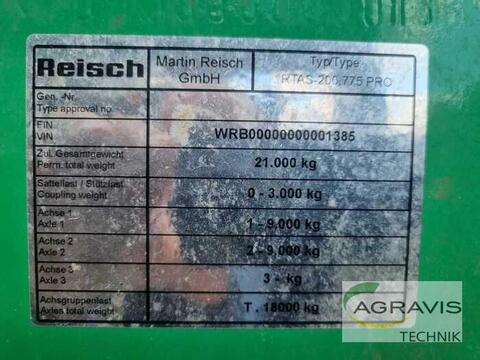 Reisch
Martin Reisch
GmbH
Typ/Type
RTAS-200.775 PRO
Gen. -Nr.
Type approval no
FIN
VIN
WRB00000000001385
Zul. Gesamtgewicht
Perm. total weight
21.000 kg
Sattellast / Stützlast
Coupling weight
0 - 3.000 kg
Achse 1
Axle 1
1 - 9.000 kg
Achse 2
Axle 2
2 - 9.000 kg
Achse 3
Axle 3
3 - kg
Achsgruppenlast
Axles total weight
T . 18000 kg
AGRAVIS
TECHNIK